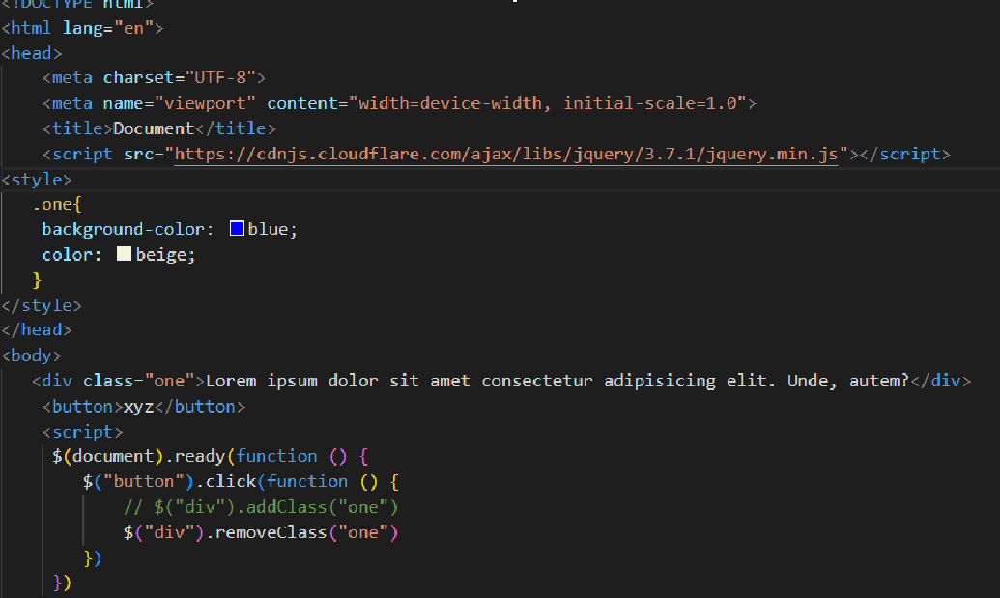 <!DOCTYPE html>
<html lang="en">
<head>
    <meta charset="UTF-8">
    <meta name="viewport" content="width=device-width, initial-scale=1.0">
    <title>Document</title>
    <script src="https://cdnjs.cloudflare.com/ajax/libs/jquery/3.7.1/jquery.min.js"></script>
<style>
   .one{
    background-color: blue;
    color: beige;
   }
</style>
</head>
<body>
   <div class="one">Lorem ipsum dolor sit amet consectetur adipisicing elit. Unde, autem?</div>
    <button>xyz</button>
    <script>
     $(document).ready(function () {
        $("button").click(function () {
            // $("div").addClass("one")
            $("div").removeClass("one")
        })
     })